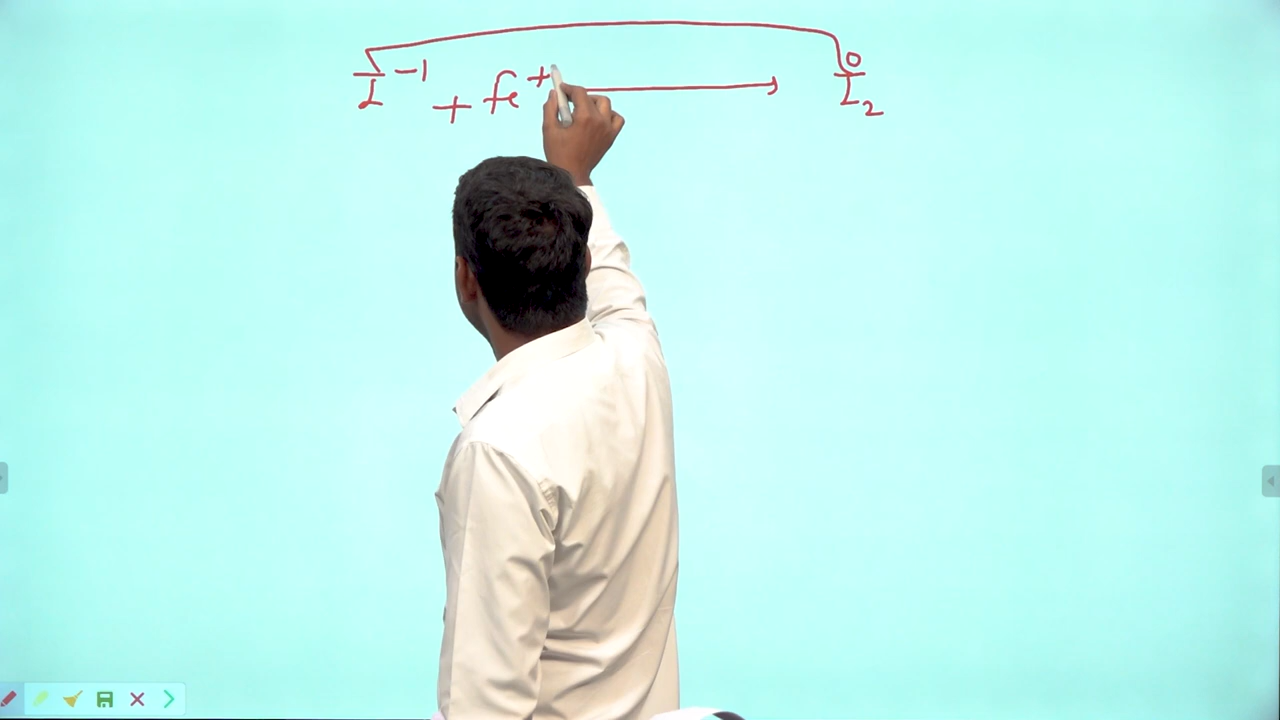 I⁻¹ + fe⁺ ⟶ I₂⁰